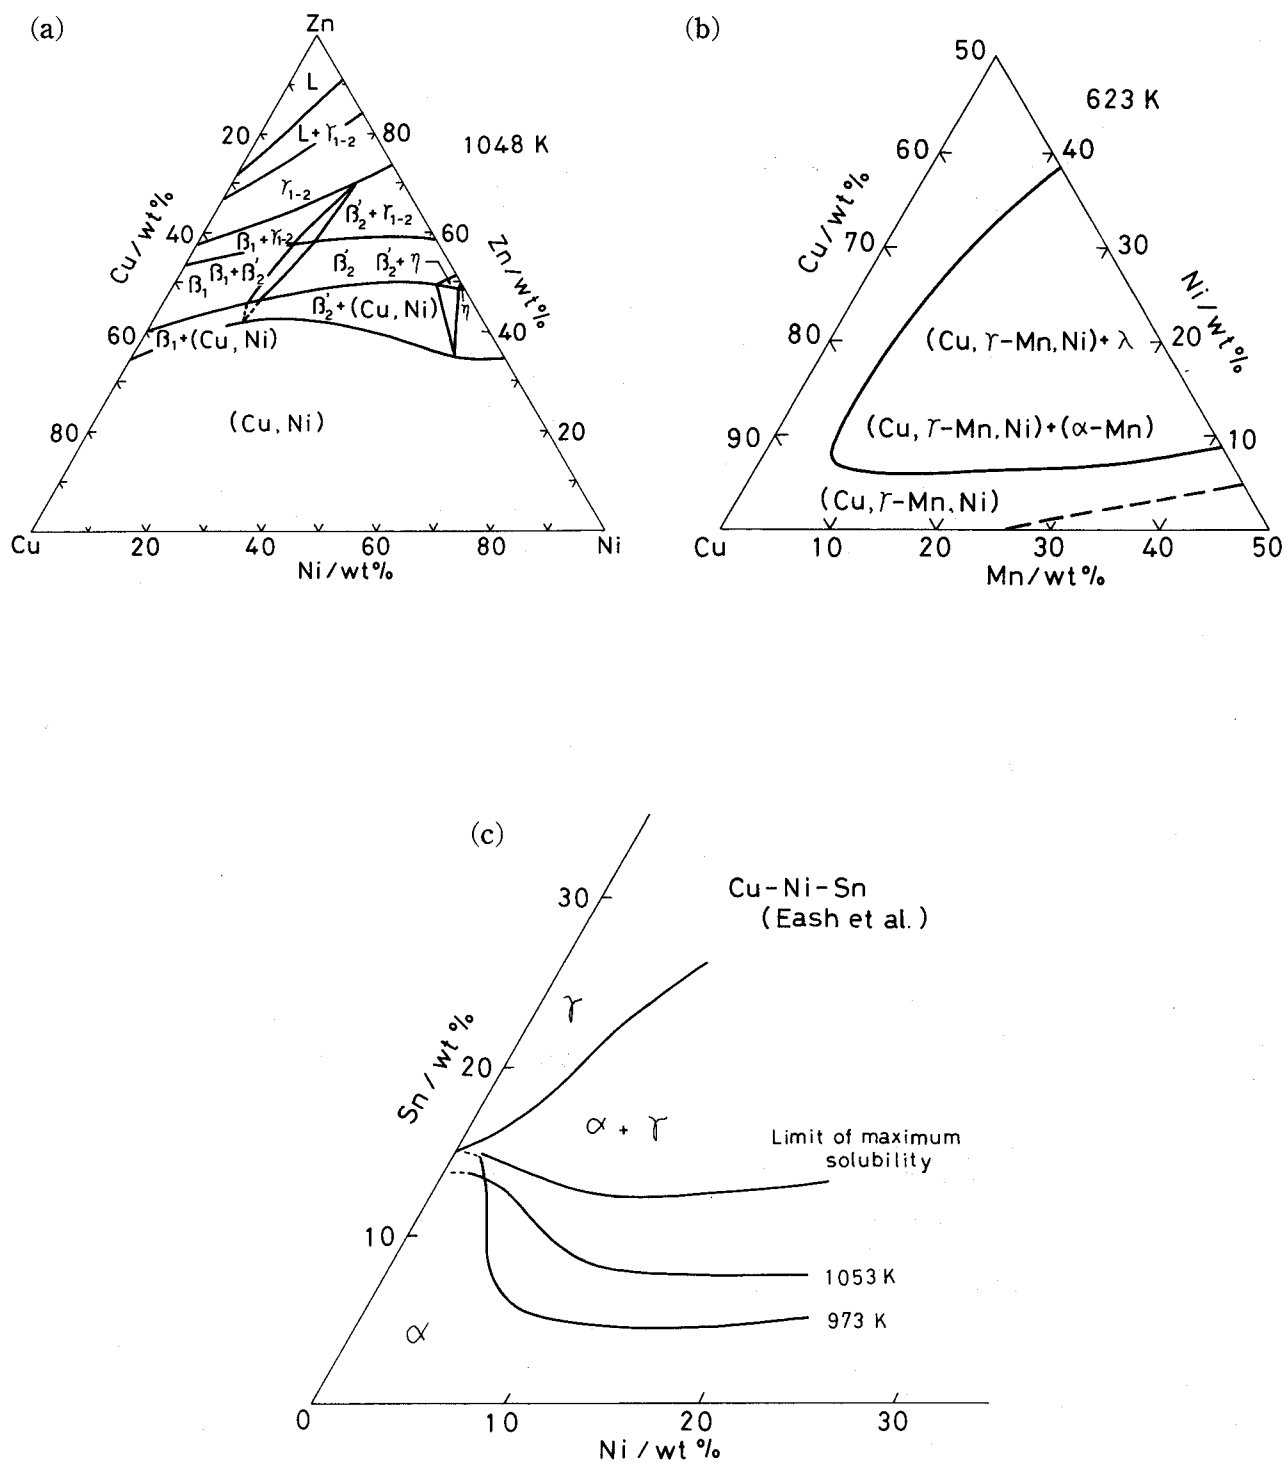 (a)
Zn
L
20
L + γ₁₋₂
80
1048 K
γ₁₋₂
β₂' + γ₁₋₂
Cu/wt%
40
β₁ + γ₁₋₂
60
Zn/wt%
β₁
β₁ + β₂'
β₂'
β₂' + η
η
60
β₂' + (Cu, Ni)
40
β₁ + (Cu, Ni)
(Cu, Ni)
80
20
Cu
20
40
60
80
Ni
Ni/wt%
(b)
50
623 K
60
40
Cu/wt%
70
30
Ni/wt%
80
(Cu, γ-Mn, Ni) + λ
20
90
(Cu, γ-Mn, Ni) + (α-Mn)
10
(Cu, γ-Mn, Ni)
Cu
10
20
30
40
50
Mn/wt%
(c)
30
Cu-Ni-Sn
(Eash et al.)
γ
Sn/wt%
20
α + γ
Limit of maximum
solubility
10
1053 K
973 K
α
0
10
20
30
Ni/wt%